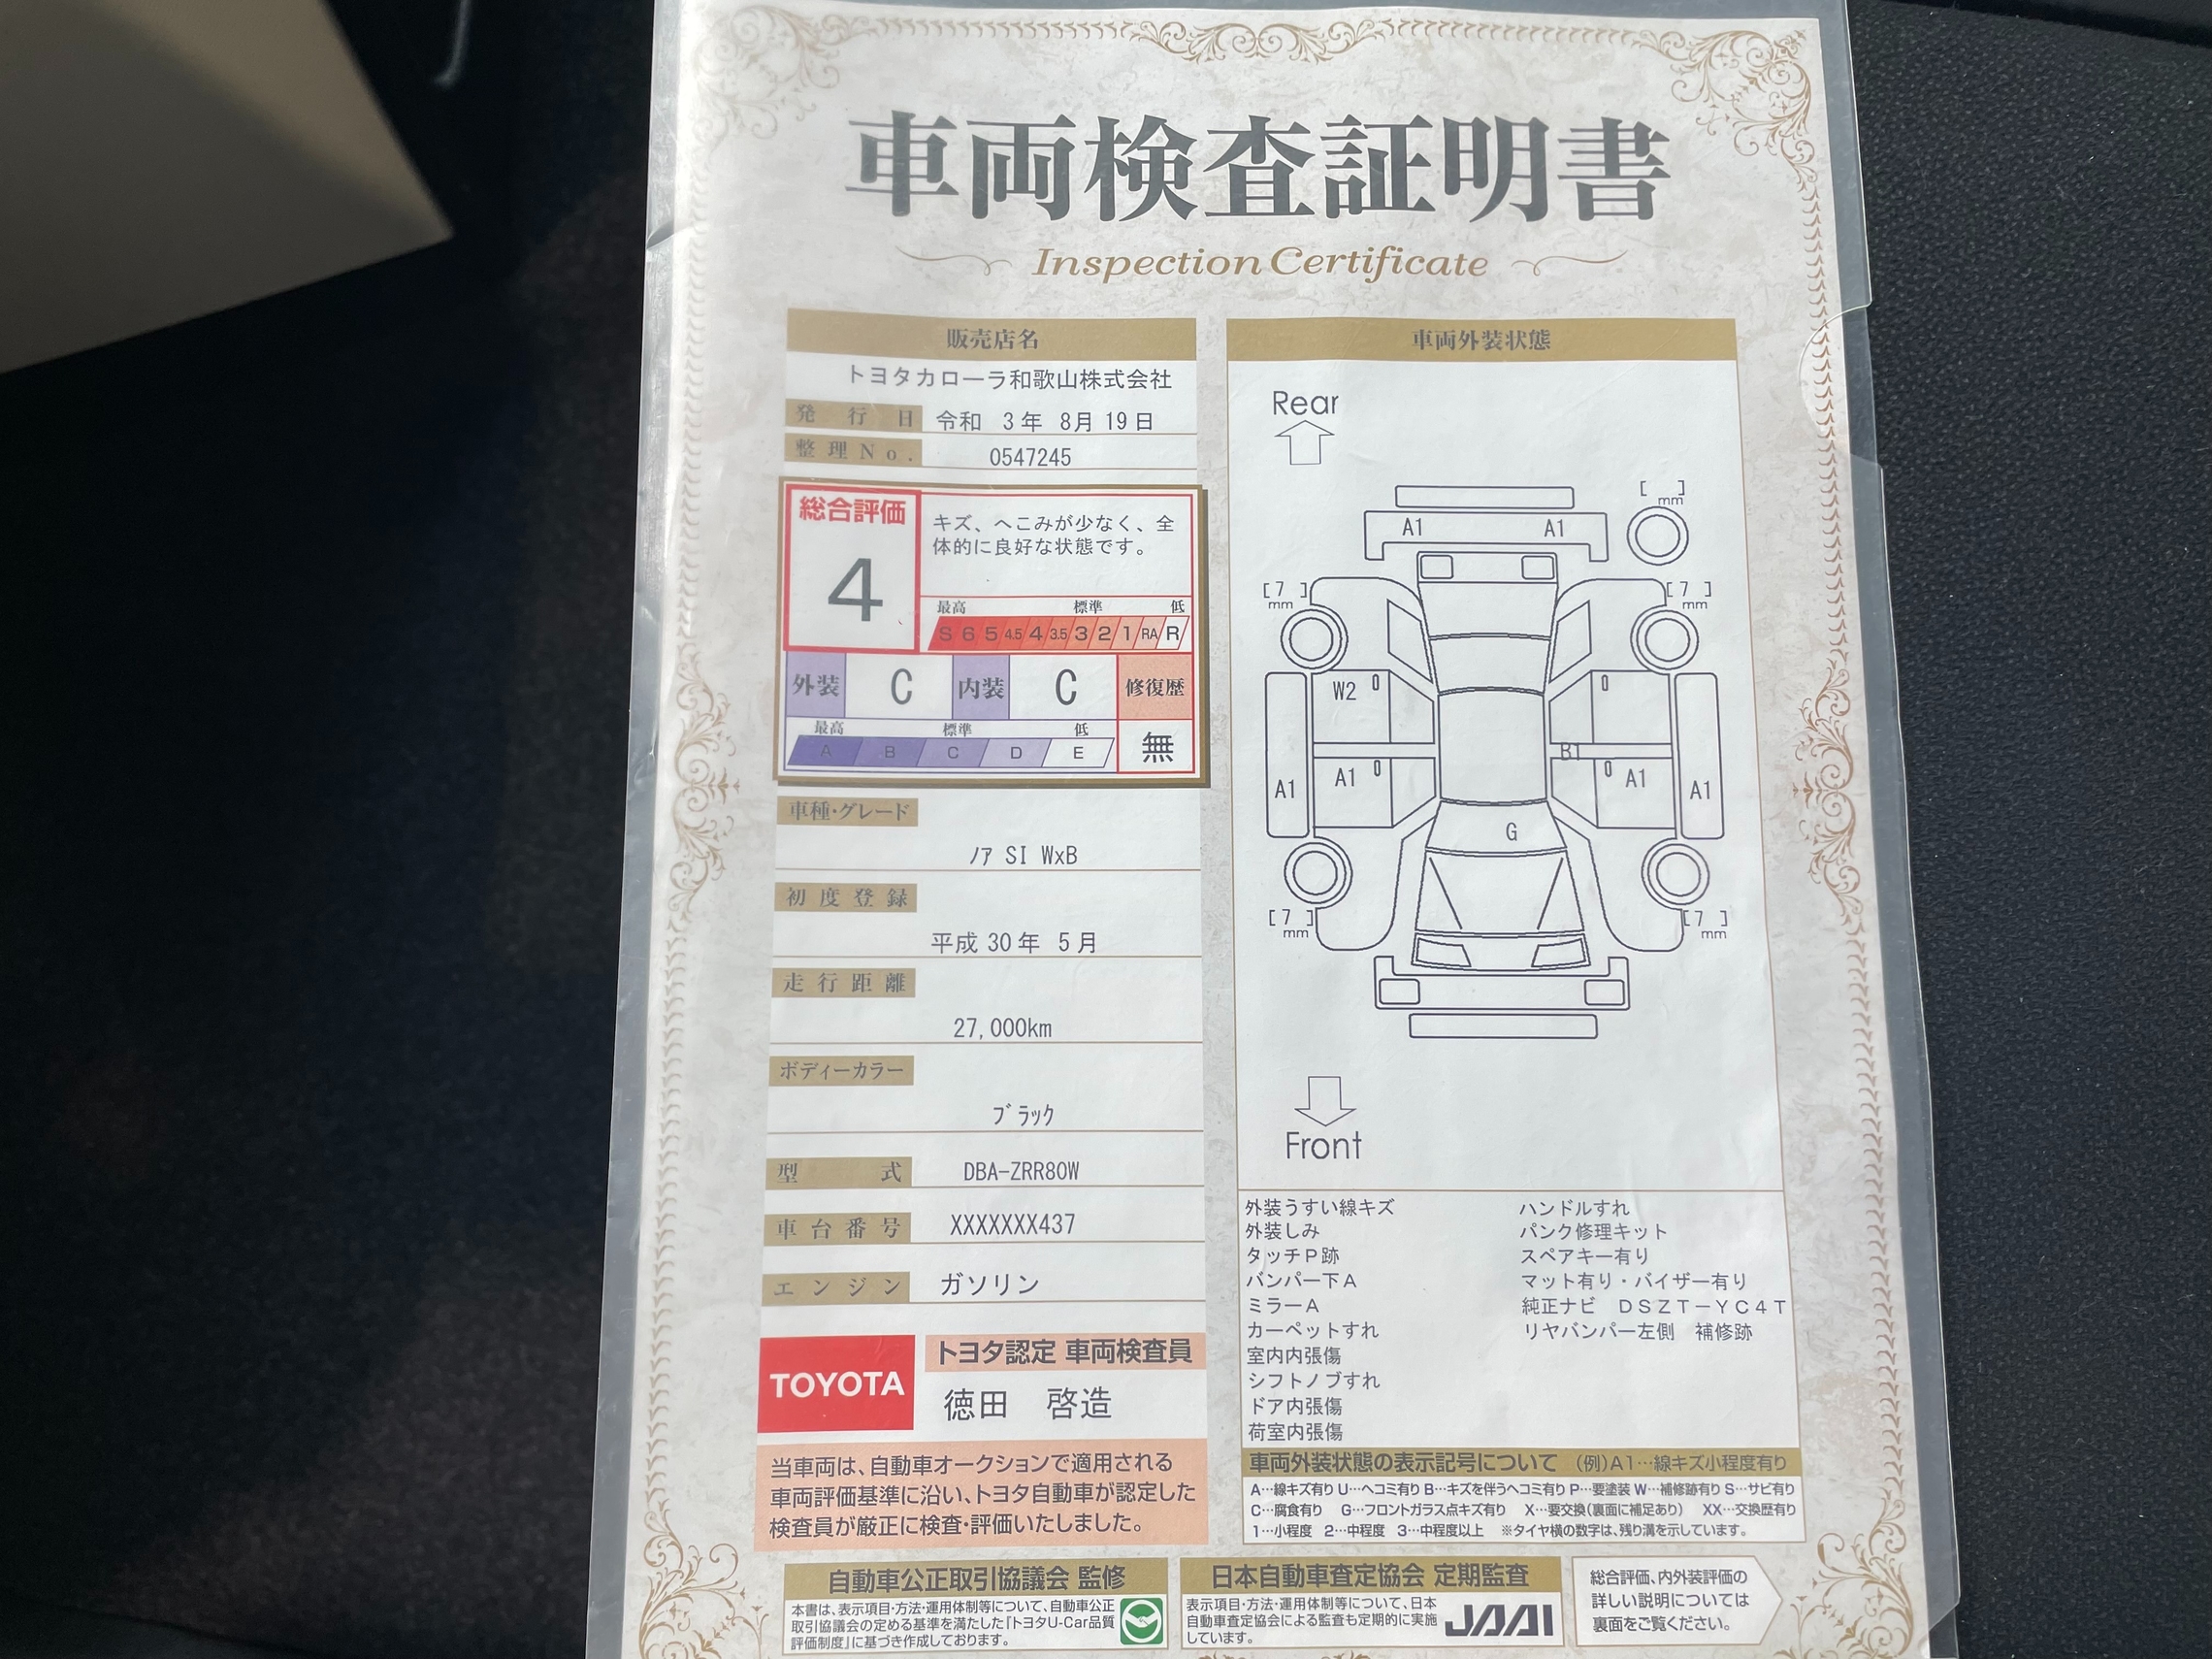 車両検査証明書
Inspection Certificate
販売店名
トヨタカローラ和歌山株式会社
発行日 令和 3年 8月 19日
整理No. 0547245
総合評価
4
キズ、へこみが少なく、全
体的に良好な状態です。
最高 標準 低
S 6 5 4.5 4 3.5 3 2 1 RA R
外装 C 内装 C 修復歴
最高 標準 低
A B C D E
無
車種・グレード
ノア SI WxB
初度登録
平成 30年 5月
走行距離
27,000km
ボディーカラー
ブラック
型式 DBA-ZRR80W
車台番号 XXXXXXX437
エンジン ガソリン
TOYOTA
トヨタ認定 車両検査員
徳田 啓造
当車両は、自動車オークションで適用される
車両評価基準に沿い、トヨタ自動車が認定した
検査員が厳正に検査・評価いたしました。
車両外装状態
Rear
[ ]
mm
A1 A1
[7 ]
mm
[7 ]
mm
W2
B1
A1 A1 A1 A1
G
[7 ]
mm
[7 ]
mm
Front
外装うすい線キズ
外装しみ
タッチP跡
バンパー下A
ミラーA
カーペットすれ
室内内張傷
シフトノブすれ
ドア内張傷
荷室内張傷
ハンドルすれ
パンク修理キット
スペアキー有り
マット有り・バイザー有り
純正ナビ DSZT-YC4T
リヤバンパー左側 補修跡
車両外装状態の表示記号について (例)A1…線キズ小程度有り
A…線キズ有り U…ヘコミ有り B…キズを伴うヘコミ有り P…要塗装 W…補修跡有り S…サビ有り
C…腐食有り G…フロントガラス点キズ有り X…要交換(裏面に補足あり) XX…交換歴有り
1…小程度 2…中程度 3…中程度以上 ※タイヤ横の数字は、残り溝を示しています。
自動車公正取引協議会 監修
本書は、表示項目・方法・運用体制等について、自動車公正
取引協議会の定める基準を満たした「トヨタU-Car品質
評価制度」に基づき作成しております。
日本自動車査定協会 定期監査
表示項目・方法・運用体制等について、日本
自動車査定協会による監査も定期的に実施
しています。
JAAI
総合評価、内外装評価の
詳しい説明については
裏面をご覧ください。